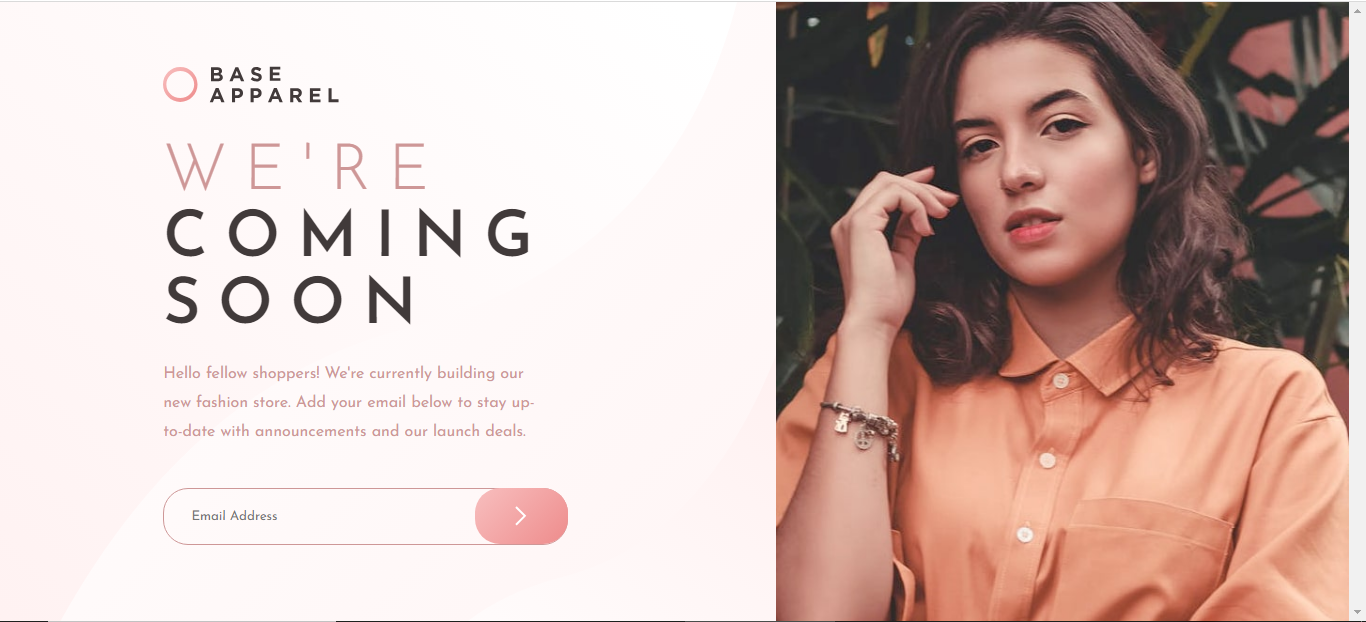 BASE
APPAREL
WE'RE
COMING
SOON
Hello fellow shoppers! We're currently building our
new fashion store. Add your email below to stay up-
to-date with announcements and our launch deals.
Email Address